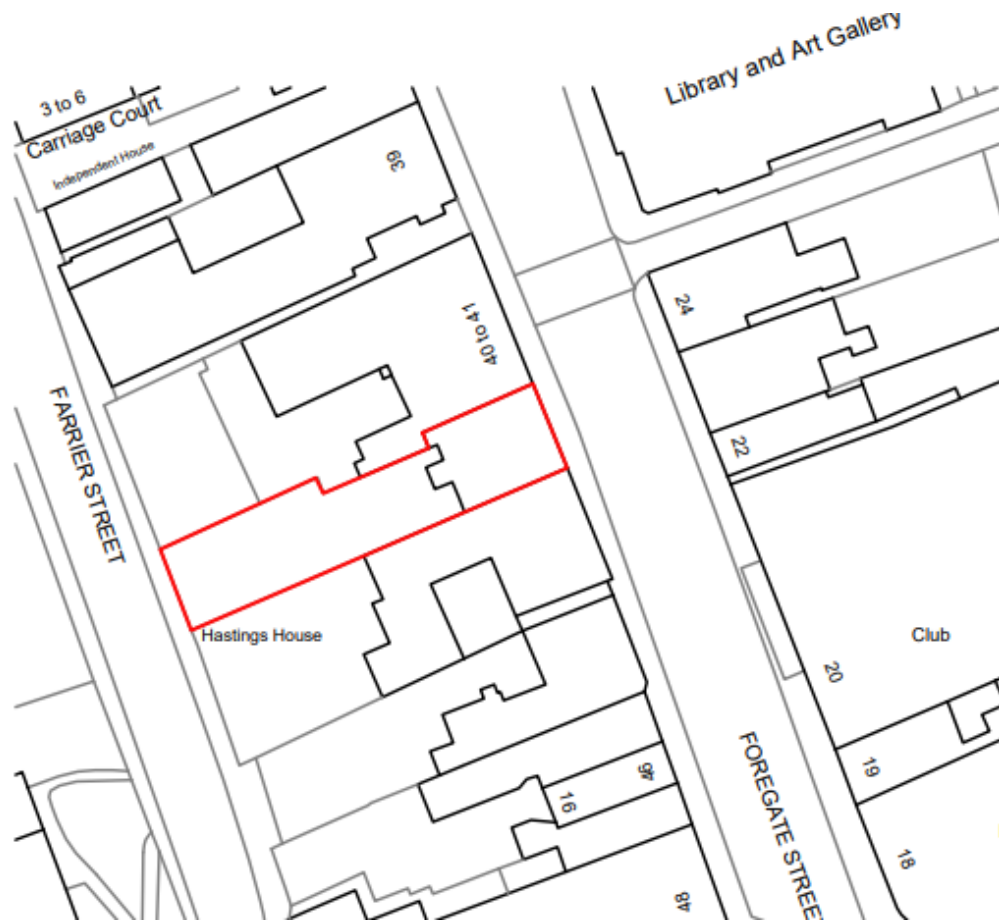 Library and Art Gallery
3 to 6
Carriage Court
Independent House
39
40 to 41
24
22
FARRIER STREET
Hastings House
Club
20
19
46
16
FOREGATE STREET
18
48